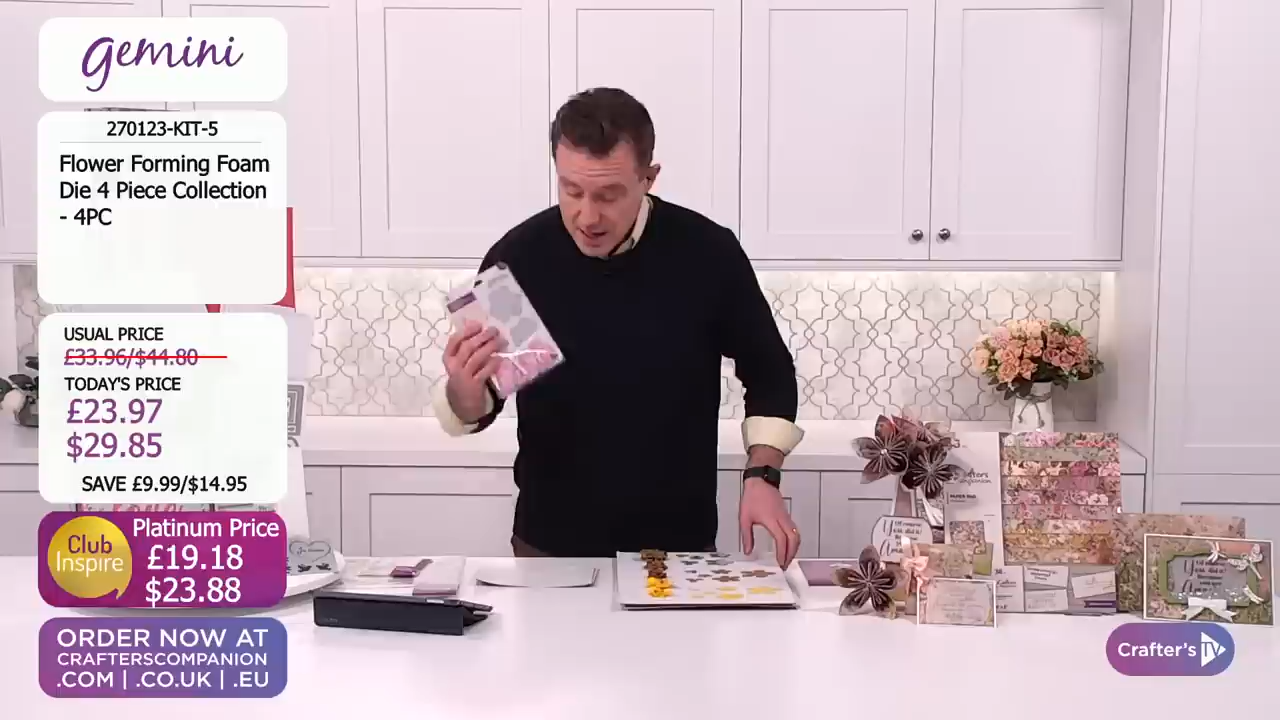 gemini
270123-KIT-5
Flower Forming Foam
Die 4 Piece Collection
- 4PC
USUAL PRICE
£33.96/$44.80
TODAY'S PRICE
£23.97
$29.85
SAVE £9.99/$14.95
Club
Inspire
Platinum Price
£19.18
$23.88
ORDER NOW AT
CRAFTERSCOMPANION
.COM | .CO.UK | .EU
PAPER PAD
Crafter's TV